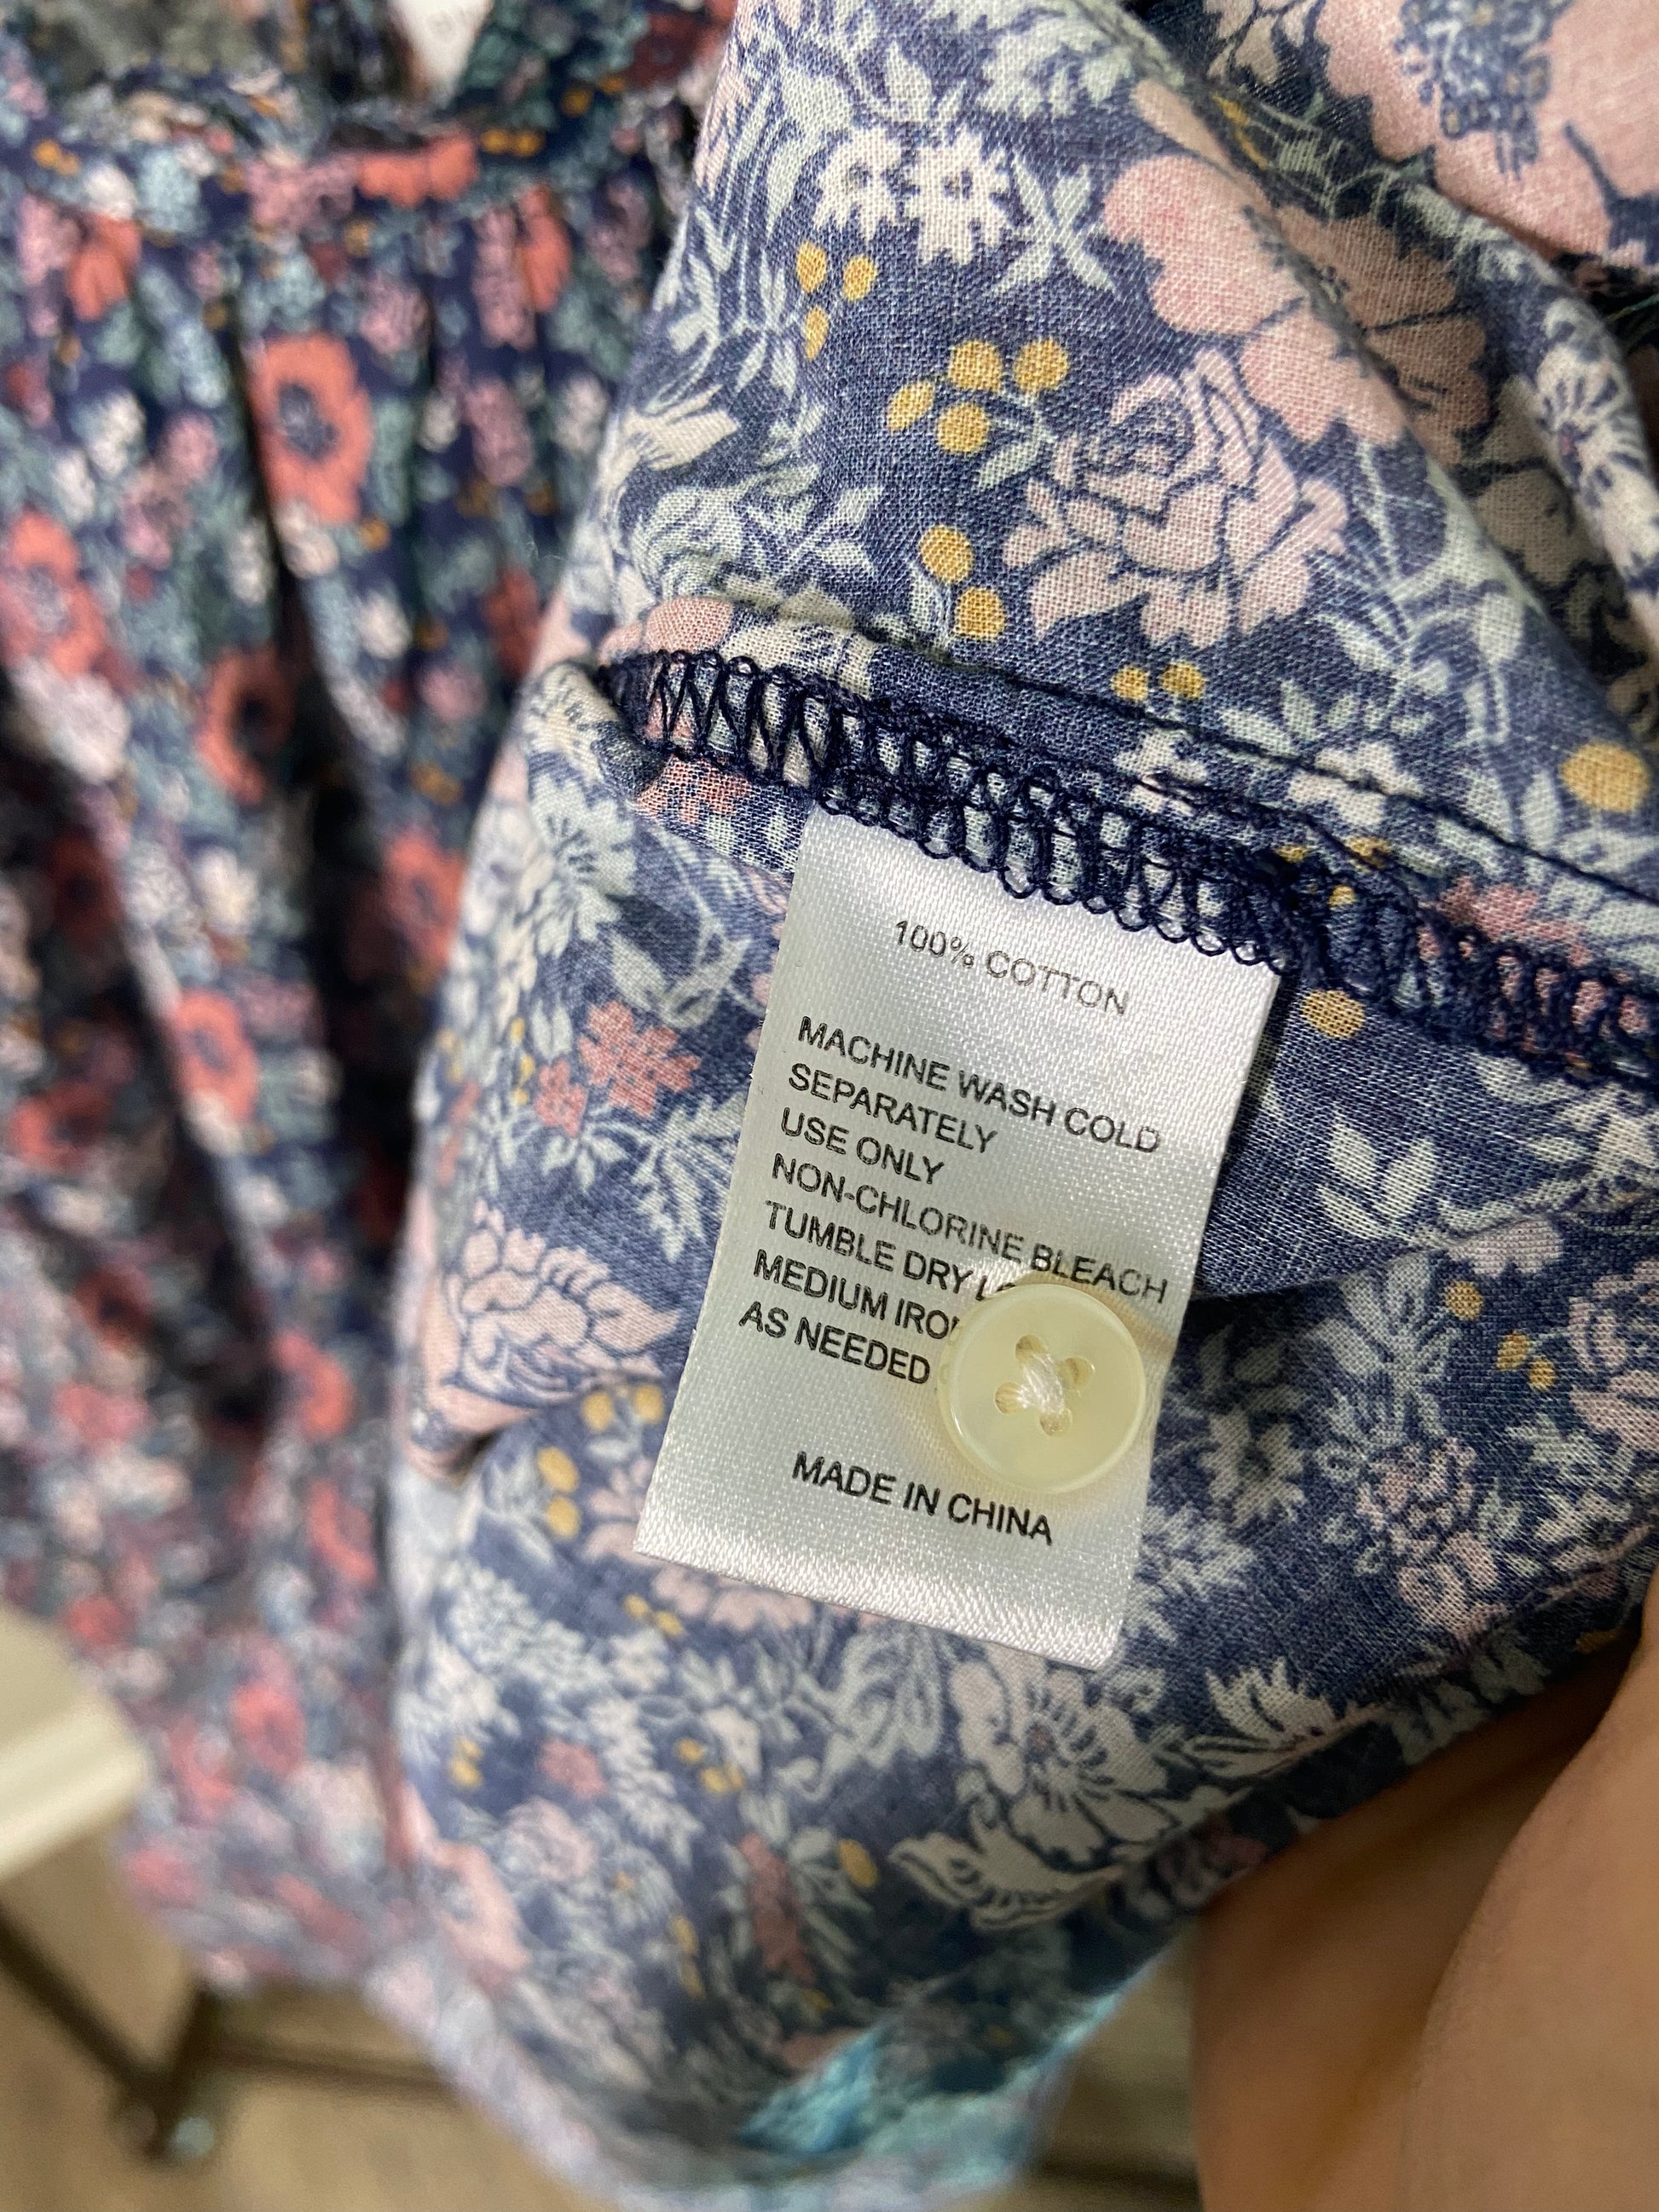 100% COTTON
MACHINE WASH COLD
SEPARATELY
USE ONLY
NON-CHLORINE BLEACH
TUMBLE DRY
MEDIUM
AS NEEDED
MADE IN CHINA